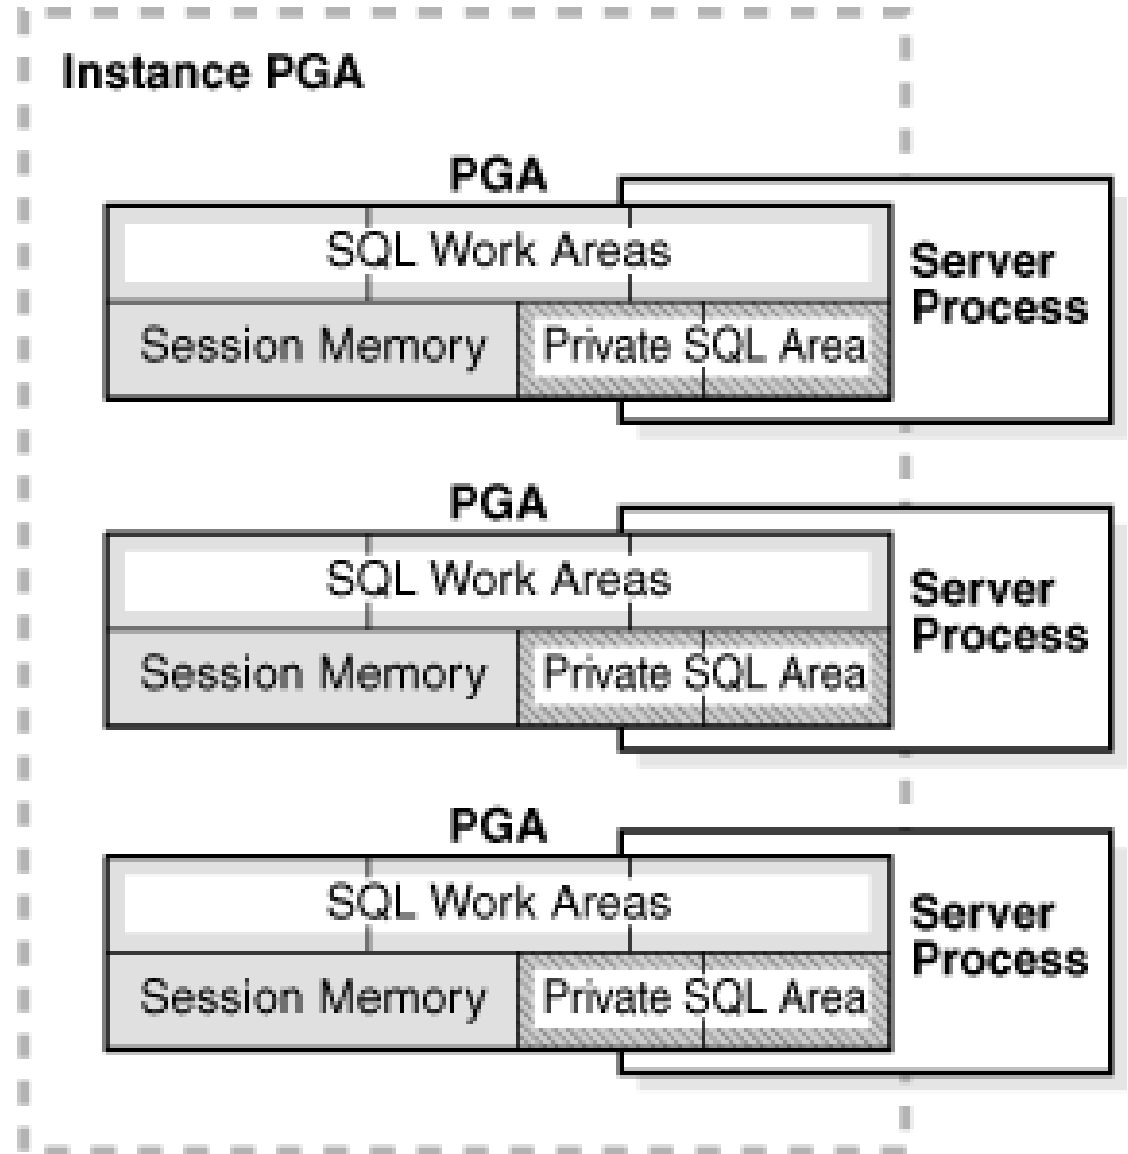 Instance PGA
PGA
SQL Work Areas
Session Memory
Private SQL Area
Server
Process
PGA
SQL Work Areas
Session Memory
Private SQL Area
Server
Process
PGA
SQL Work Areas
Session Memory
Private SQL Area
Server
Process